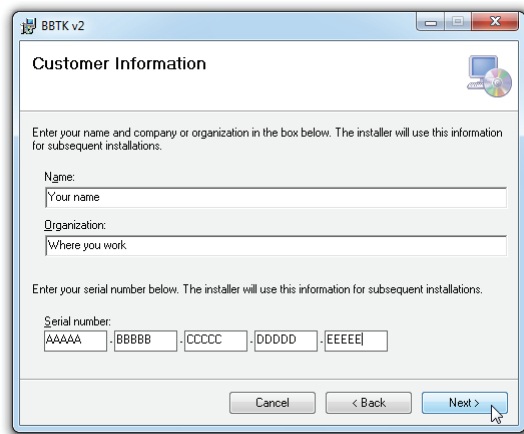 BBTK v2
Customer Information
Enter your name and company or organization in the box below. The installer will use this information
for subsequent installations.
Name:
Your name
Organization:
Where you work
Enter your serial number below. The installer will use this information for subsequent installations.
Serial number:
AAAAA - BBBBB - CCCCC - DDDDD - EEEEE
Cancel < Back Next >